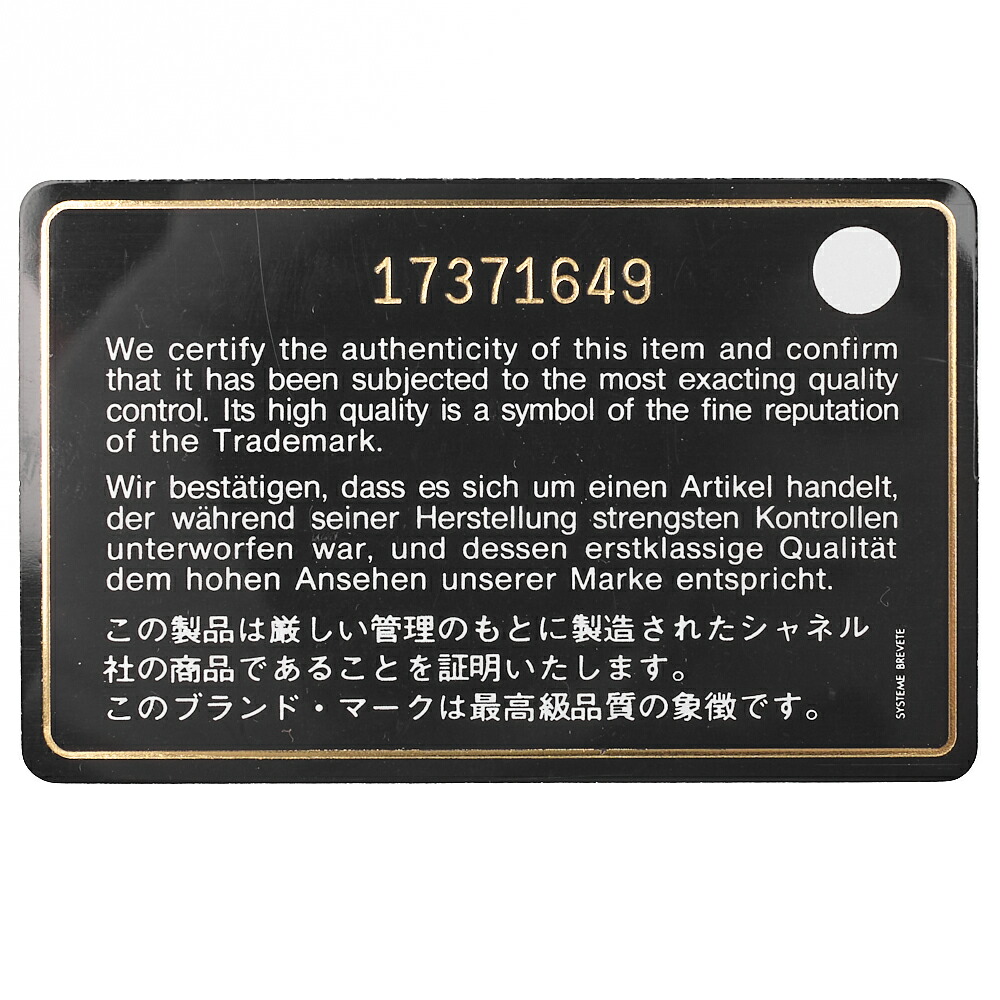 17371649
We certify the authenticity of this item and confirm
that it has been subjected to the most exacting quality
control. Its high quality is a symbol of the fine reputation
of the Trademark.
Wir bestätigen, dass es sich um einen Artikel handelt,
der während seiner Herstellung strengsten Kontrollen
unterworfen war, und dessen erstklassige Qualität
dem hohen Ansehen unserer Marke entspricht.
この製品は厳しい管理のもとに製造されたシャネル
社の商品であることを証明いたします。
このブランド・マークは最高級品質の象徴です。
SYSTEME BREVETE